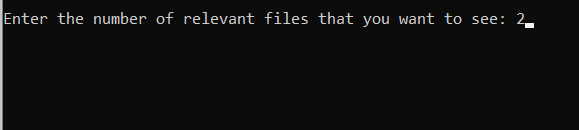 Enter the number of relevant files that you want to see: 2